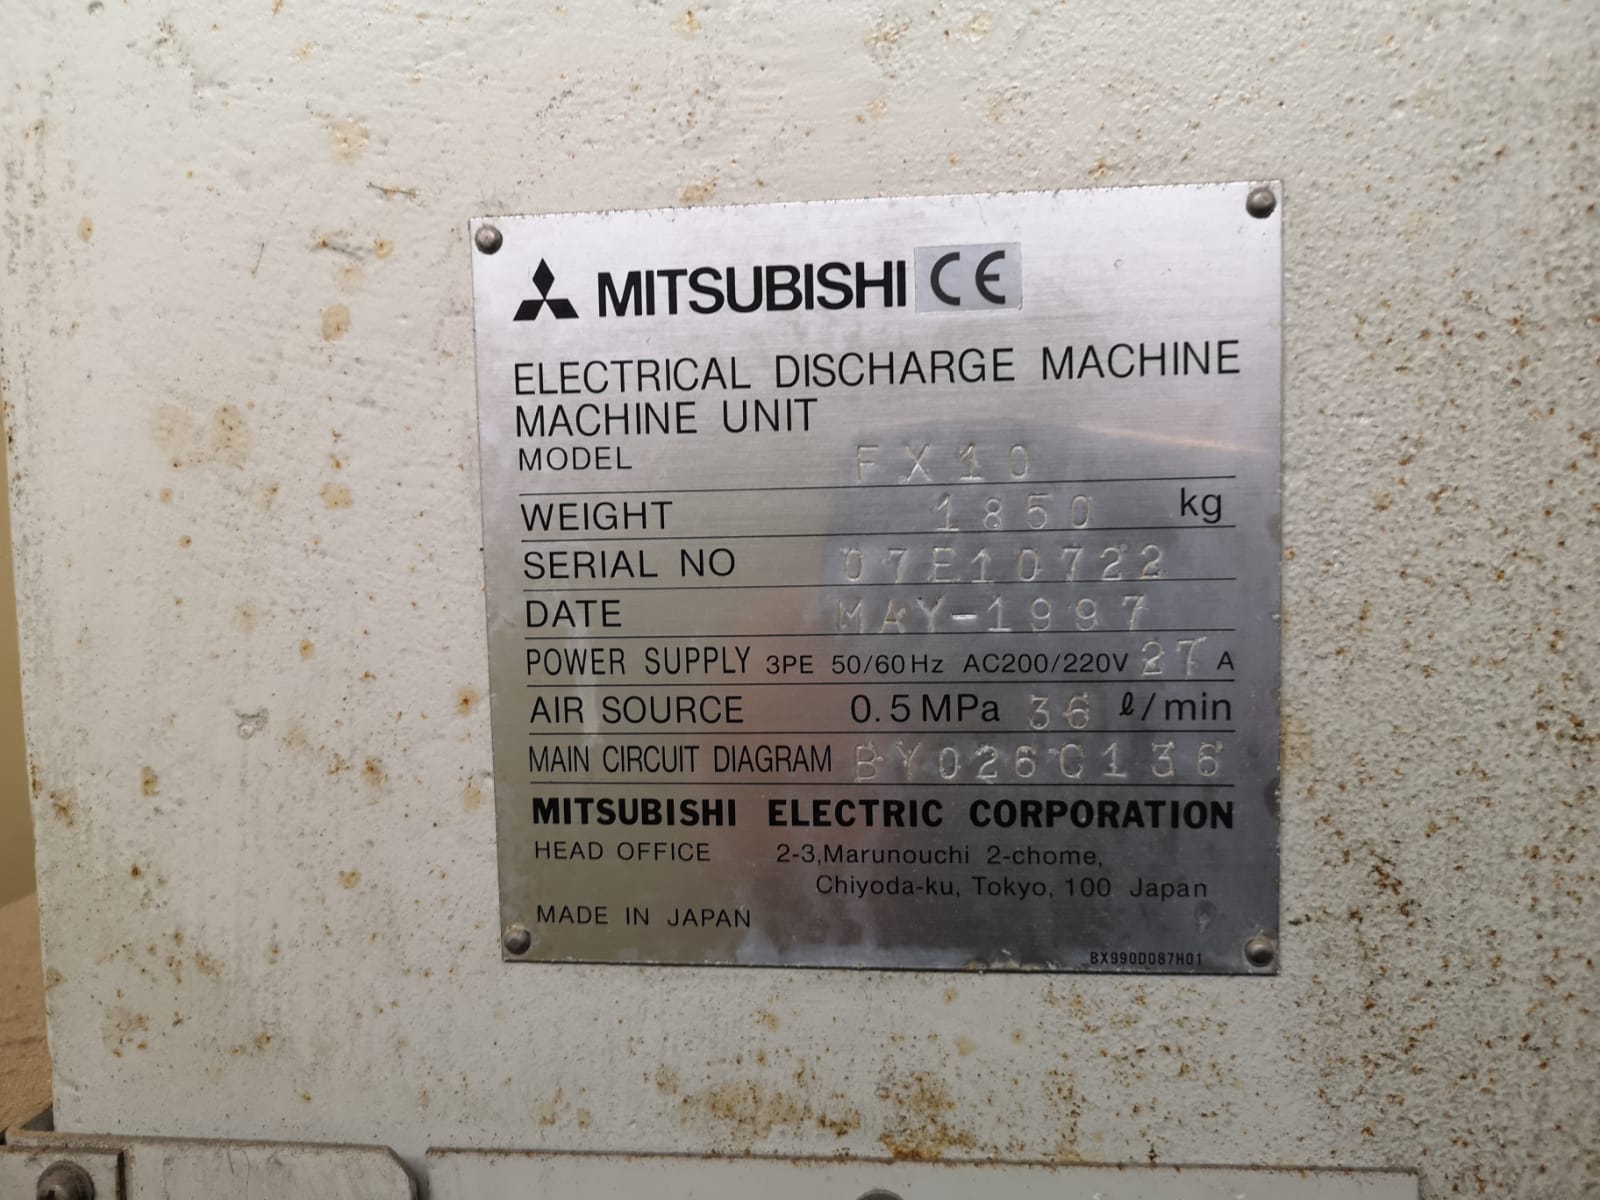 MITSUBISHI CE
ELECTRICAL DISCHARGE MACHINE
MACHINE UNIT
MODEL FX10
WEIGHT 1850 kg
SERIAL NO 07E10722
DATE MAY-1997
POWER SUPPLY 3PE 50/60Hz AC200/220V 27 A
AIR SOURCE 0.5MPa 36 ℓ/min
MAIN CIRCUIT DIAGRAM BY026C136
MITSUBISHI ELECTRIC CORPORATION
HEAD OFFICE 2-3,Marunouchi 2-chome,
Chiyoda-ku, Tokyo, 100 Japan
MADE IN JAPAN
BX990D087H01